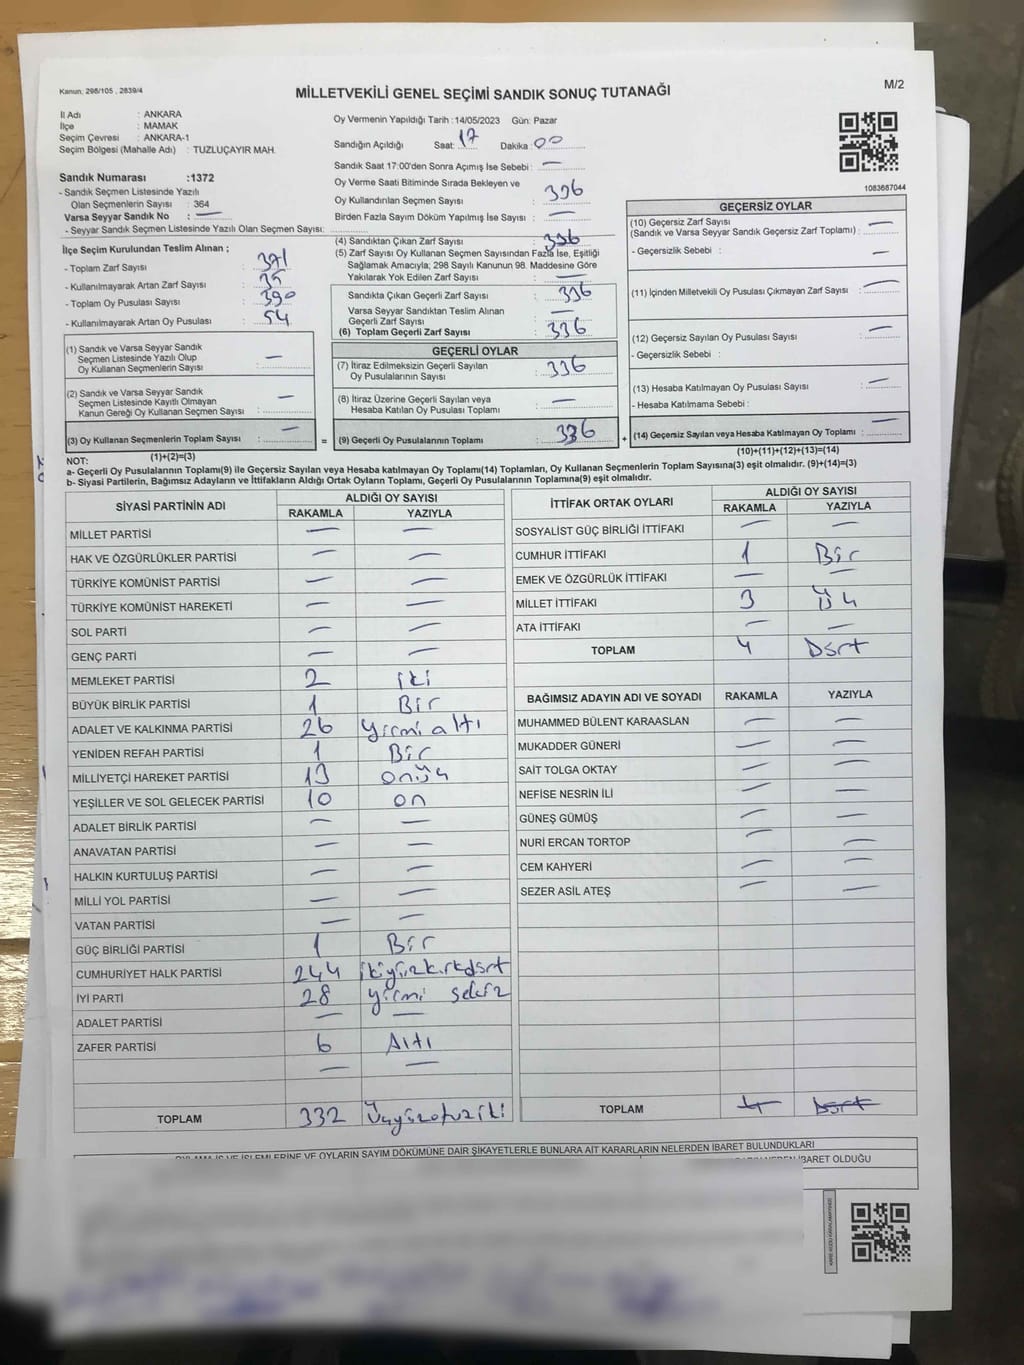 Kanun; 298/105 , 2839/4
M/2
MİLLETVEKİLİ GENEL SEÇİMİ SANDIK SONUÇ TUTANAĞI
İl Adı : ANKARA
İlçe : MAMAK
Seçim Çevresi : ANKARA-1
Seçim Bölgesi (Mahalle Adı) : TUZLUÇAYIR MAH.
Sandık Numarası :1372
- Sandık Seçmen Listesinde Yazılı
Olan Seçmenlerin Sayısı : 364
Varsa Seyyar Sandık No : —
- Seyyar Sandık Seçmen Listesinde Yazılı Olan Seçmen Sayısı:
Oy Vermenin Yapıldığı Tarih : 14/05/2023 Gün: Pazar
Sandığın Açıldığı Saat: 17 Dakika : 00
Sandık Saat 17:00'den Sonra Açımış İse Sebebi : —
Oy Verme Saati Bitiminde Sırada Bekleyen ve
Oy Kullandırılan Seçmen Sayısı : 336
Birden Fazla Sayım Döküm Yapılmış İse Sayısı : —
1083687044
İlçe Seçim Kurulundan Teslim Alınan ;
- Toplam Zarf Sayısı : 371
- Kullanılmayarak Artan Zarf Sayısı : 35
- Toplam Oy Pusulası Sayısı : 390
- Kullanılmayarak Artan Oy Pusulası : 54
(4) Sandıktan Çıkan Zarf Sayısı : 336
(5) Zarf Sayısı Oy Kullanan Seçmen Sayısından Fazla İse, Eşitliği
Sağlamak Amacıyla; 298 Sayılı Kanunun 98. Maddesine Göre
Yakılarak Yok Edilen Zarf Sayısı : —
Sandıkta Çıkan Geçerli Zarf Sayısı : 336
Varsa Seyyar Sandıktan Teslim Alınan
Geçerli Zarf Sayısı : —
(6) Toplam Geçerli Zarf Sayısı : 336
GEÇERSİZ OYLAR
(10) Geçersiz Zarf Sayısı
(Sandık ve Varsa Seyyar Sandık Geçersiz Zarf Toplamı) : —
- Geçersizlik Sebebi : —
(11) İçinden Milletvekili Oy Pusulası Çıkmayan Zarf Sayısı : —
(12) Geçersiz Sayılan Oy Pusulası Sayısı : —
- Geçersizlik Sebebi :
(13) Hesaba Katılmayan Oy Pusulası Sayısı : —
- Hesaba Katılmama Sebebi :
(14) Geçersiz Sayılan veya Hesaba Katılmayan Oy Toplamı : —
(10)+(11)+(12)+(13)=(14)
(1) Sandık ve Varsa Seyyar Sandık
Seçmen Listesinde Yazılı Olup
Oy Kullanan Seçmenlerin Sayısı : —
(2) Sandık ve Varsa Seyyar Sandık
Seçmen Listesinde Kayıtlı Olmayan
Kanun Gereği Oy Kullanan Seçmen Sayısı : —
(3) Oy Kullanan Seçmenlerin Toplam Sayısı : — =
(1)+(2)=(3)
GEÇERLİ OYLAR
(7) İtiraz Edilmeksizin Geçerli Sayılan
Oy Pusulalarının Sayısı : 336
(8) İtiraz Üzerine Geçerli Sayılan veya
Hesaba Katılan Oy Pusulası Toplamı : —
(9) Geçerli Oy Pusulalarının Toplamı : 336 +
NOT:
a- Geçerli Oy Pusulalarının Toplamı(9) ile Geçersiz Sayılan veya Hesaba katılmayan Oy Toplamı(14) Toplamları, Oy Kullanan Seçmenlerin Toplam Sayısına(3) eşit olmalıdır. (9)+(14)=(3)
b- Siyasi Partilerin, Bağımsız Adayların ve İttifakların Aldığı Ortak Oyların Toplamı, Geçerli Oy Pusulalarının Toplamına(9) eşit olmalıdır.
SİYASİ PARTİNİN ADI ALDIĞI OY SAYISI
RAKAMLA YAZIYLA
MİLLET PARTİSİ — —
HAK VE ÖZGÜRLÜKLER PARTİSİ — —
TÜRKİYE KOMÜNİST PARTİSİ — —
TÜRKİYE KOMÜNİST HAREKETİ — —
SOL PARTİ — —
GENÇ PARTİ — —
MEMLEKET PARTİSİ 2 iki
BÜYÜK BİRLİK PARTİSİ 1 Bir
ADALET VE KALKINMA PARTİSİ 26 Yirmi altı
YENİDEN REFAH PARTİSİ 1 Bir
MİLLİYETÇİ HAREKET PARTİSİ 13 onüç
YEŞİLLER VE SOL GELECEK PARTİSİ 10 on
ADALET BİRLİK PARTİSİ — —
ANAVATAN PARTİSİ — —
HALKIN KURTULUŞ PARTİSİ — —
MİLLİ YOL PARTİSİ — —
VATAN PARTİSİ — —
GÜÇ BİRLİĞİ PARTİSİ 1 Bir
CUMHURİYET HALK PARTİSİ 244 ikiyüzkırkdört
İYİ PARTİ 28 yirmi sekiz
ADALET PARTİSİ — —
ZAFER PARTİSİ 6 Altı
— —
TOPLAM 332 Üçyüzotuziki
İTTİFAK ORTAK OYLARI ALDIĞI OY SAYISI
RAKAMLA YAZIYLA
SOSYALİST GÜÇ BİRLİĞİ İTTİFAKI — —
CUMHUR İTTİFAKI 1 Bir
EMEK VE ÖZGÜRLÜK İTTİFAKI — —
MİLLET İTTİFAKI 3 Üç
ATA İTTİFAKI — —
TOPLAM 4 Dört
BAĞIMSIZ ADAYIN ADI VE SOYADI RAKAMLA YAZIYLA
MUHAMMED BÜLENT KARAASLAN — —
MUKADDER GÜNERİ — —
SAİT TOLGA OKTAY — —
NEFİSE NESRİN İLİ — —
GÜNEŞ GÜMÜŞ — —
NURİ ERCAN TORTOP — —
CEM KAHYERİ — —
SEZER ASİL ATEŞ — —
TOPLAM 4 Dört
İŞLEMLERİNE VE OYLARIN SAYIM DÖKÜMÜNE DAİR ŞİKAYETLERLE BUNLARA AİT KARARLARIN NELERDEN İBARET BULUNDUKLARI
İBARET OLDUĞU